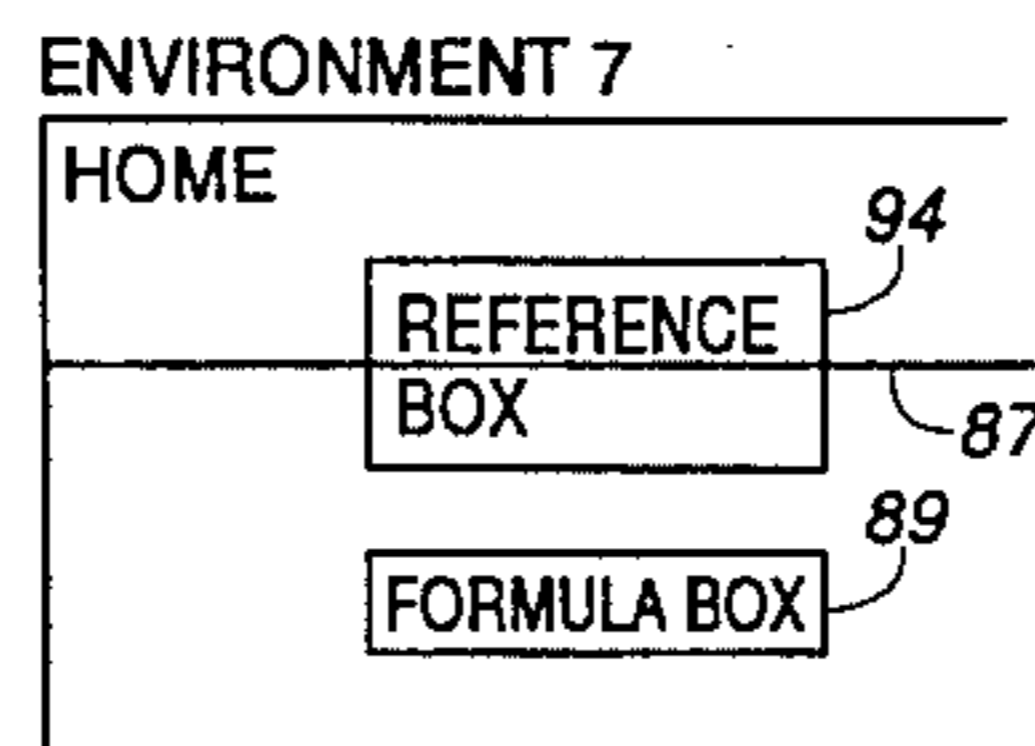 ENVIRONMENT 7
HOME
94
REFERENCE
BOX
87
89
FORMULA BOX